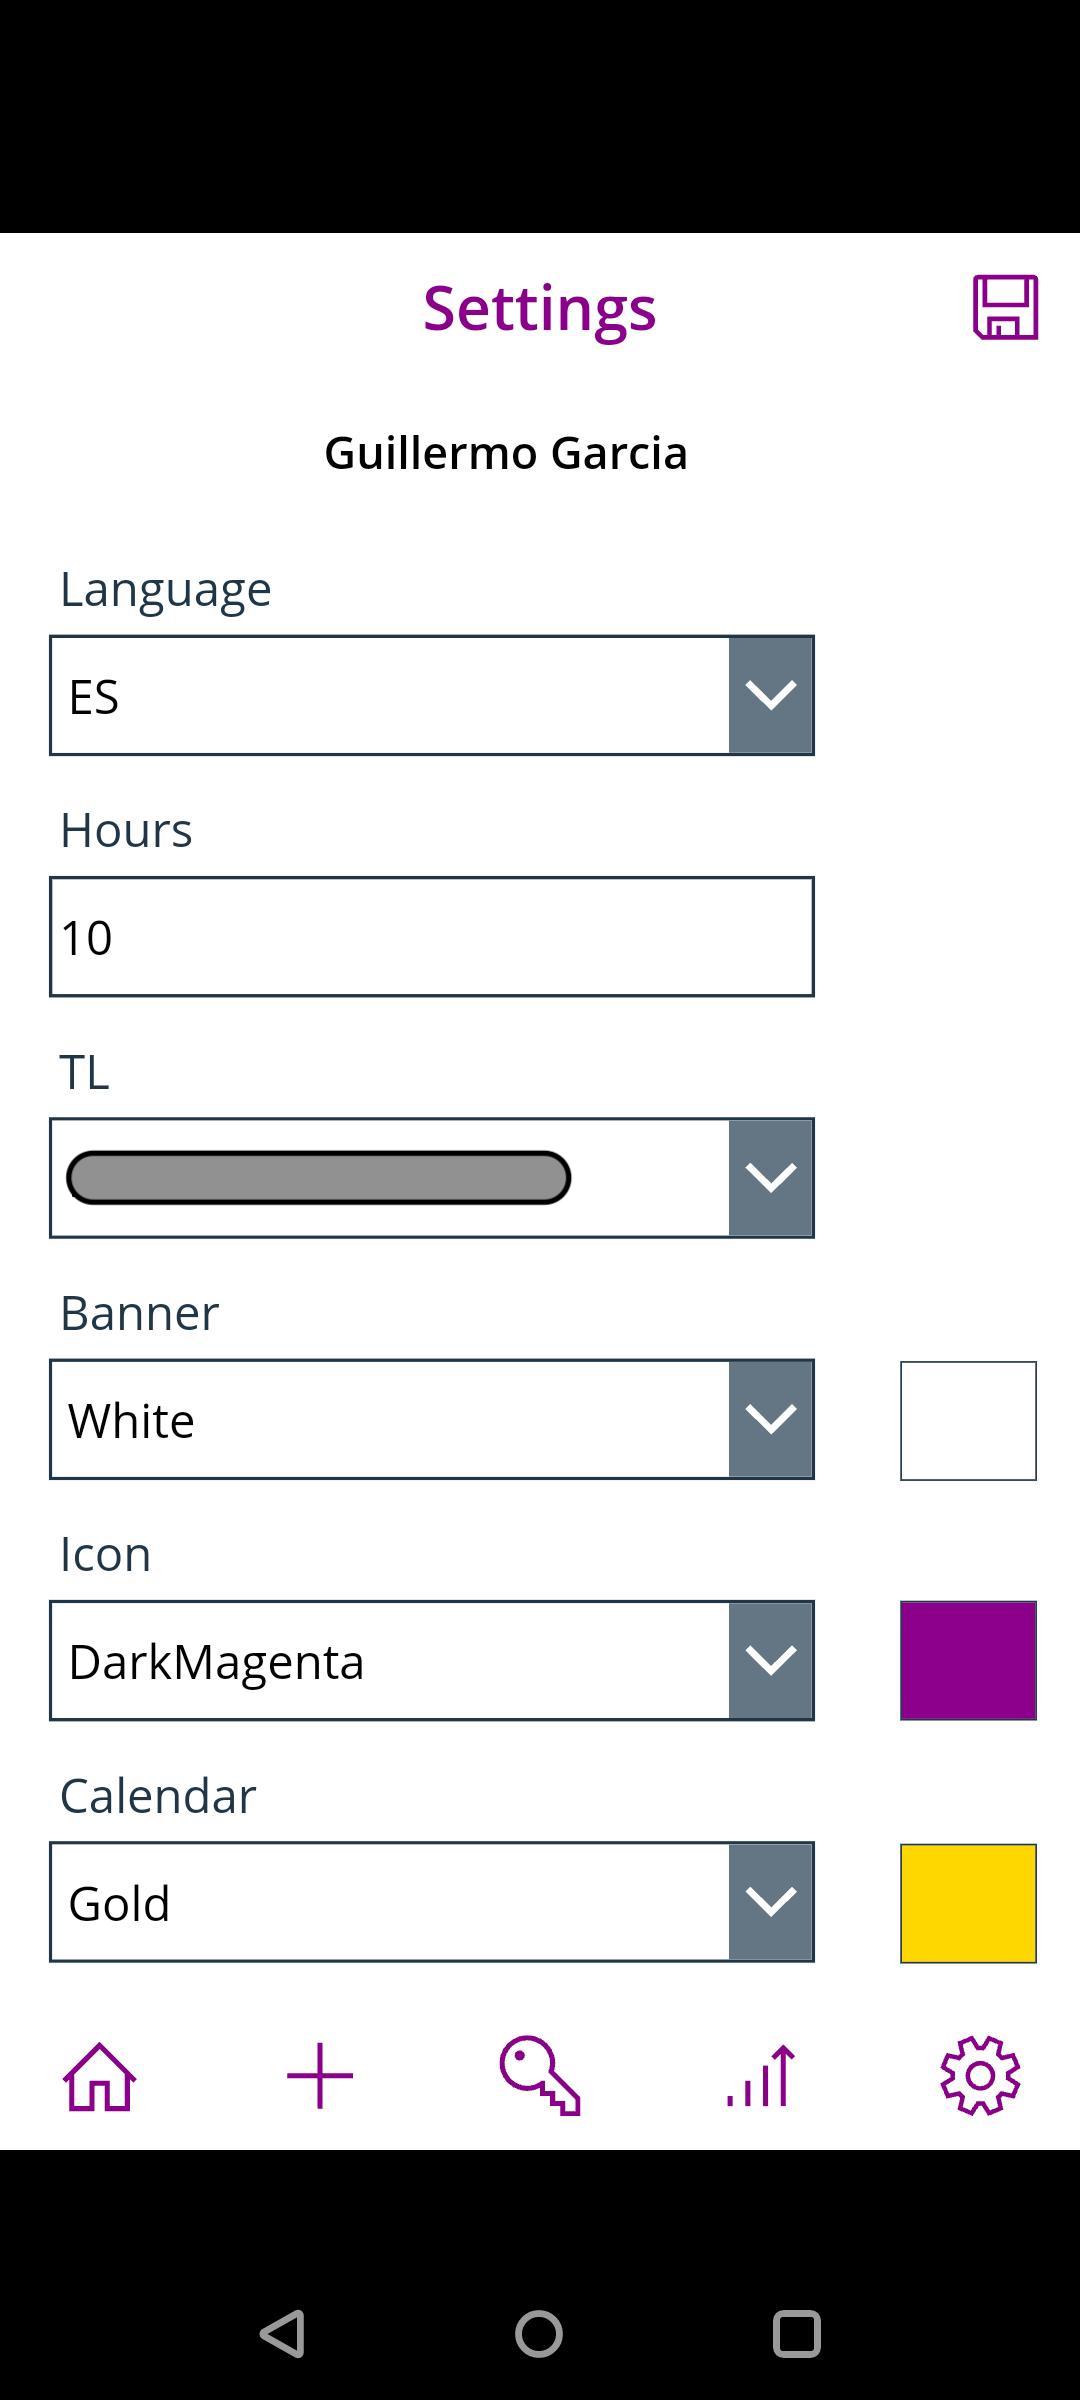 Settings
Guillermo Garcia
Language
ES
Hours
10
TL
Banner
White
Icon
DarkMagenta
Calendar
Gold